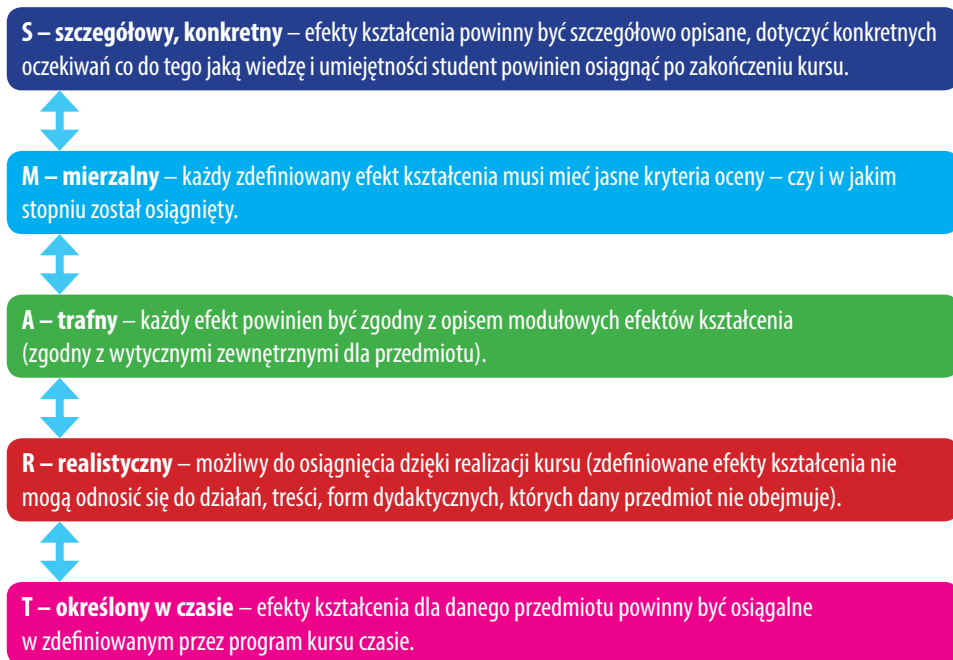 S – szczegółowy, konkretny – efekty kształcenia powinny być szczegółowo opisane, dotyczyć konkretnych
oczekiwań co do tego jaką wiedzę i umiejętności student powinien osiągnąć po zakończeniu kursu.
M – mierzalny – każdy zdefiniowany efekt kształcenia musi mieć jasne kryteria oceny – czy i w jakim
stopniu został osiągnięty.
A – trafny – każdy efekt powinien być zgodny z opisem modułowych efektów kształcenia
(zgodny z wytycznymi zewnętrznymi dla przedmiotu).
R – realistyczny – możliwy do osiągnięcia dzięki realizacji kursu (zdefiniowane efekty kształcenia nie
mogą odnosić się do działań, treści, form dydaktycznych, których dany przedmiot nie obejmuje).
T – określony w czasie – efekty kształcenia dla danego przedmiotu powinny być osiągalne
w zdefiniowanym przez program kursu czasie.